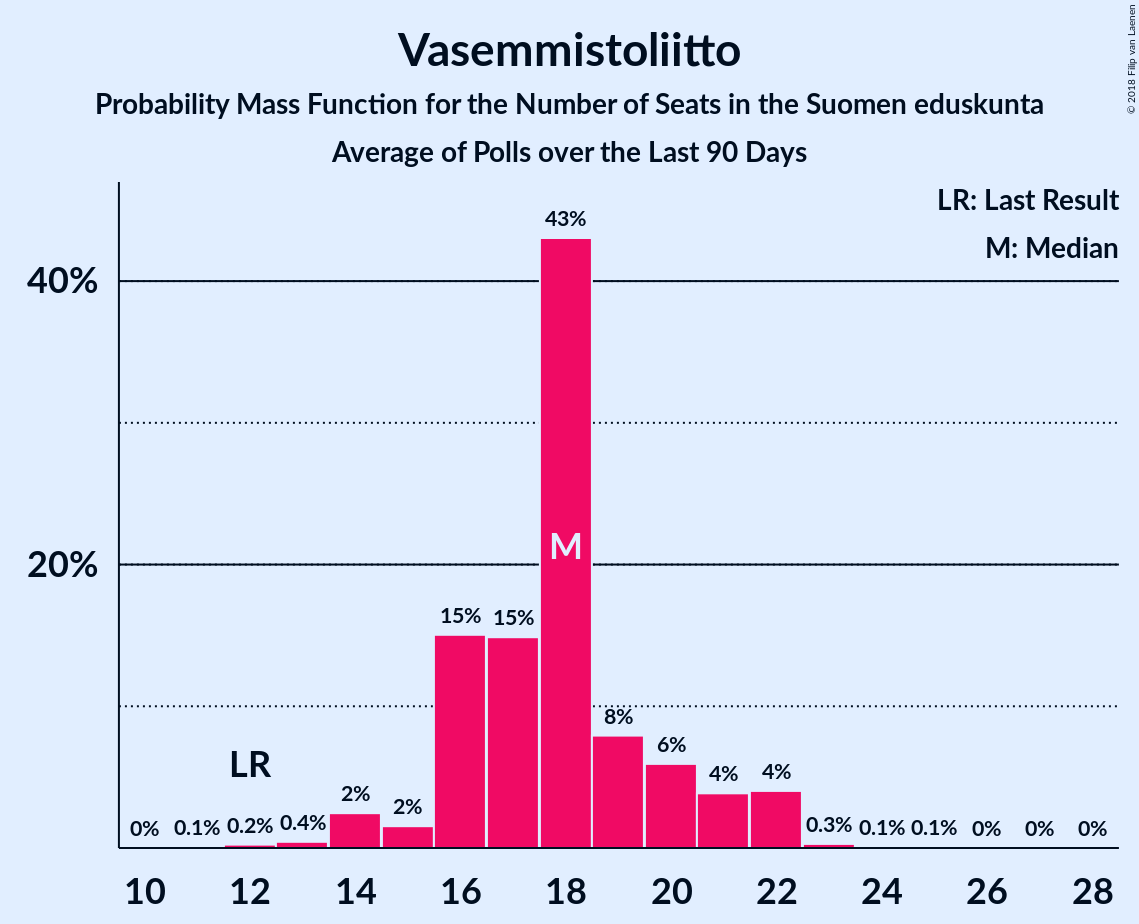 Vasemmistoliitto
Probability Mass Function for the Number of Seats in the Suomen eduskunta
Average of Polls over the Last 90 Days
© 2018 Filip van Laenen
LR: Last Result
M: Median
40%
20%
0% 0.1% 0.2% 0.4% 2% 2% 15% 15% 43% 8% 6% 4% 4% 0.3% 0.1% 0.1% 0% 0% 0%
LR
M
10 12 14 16 18 20 22 24 26 28